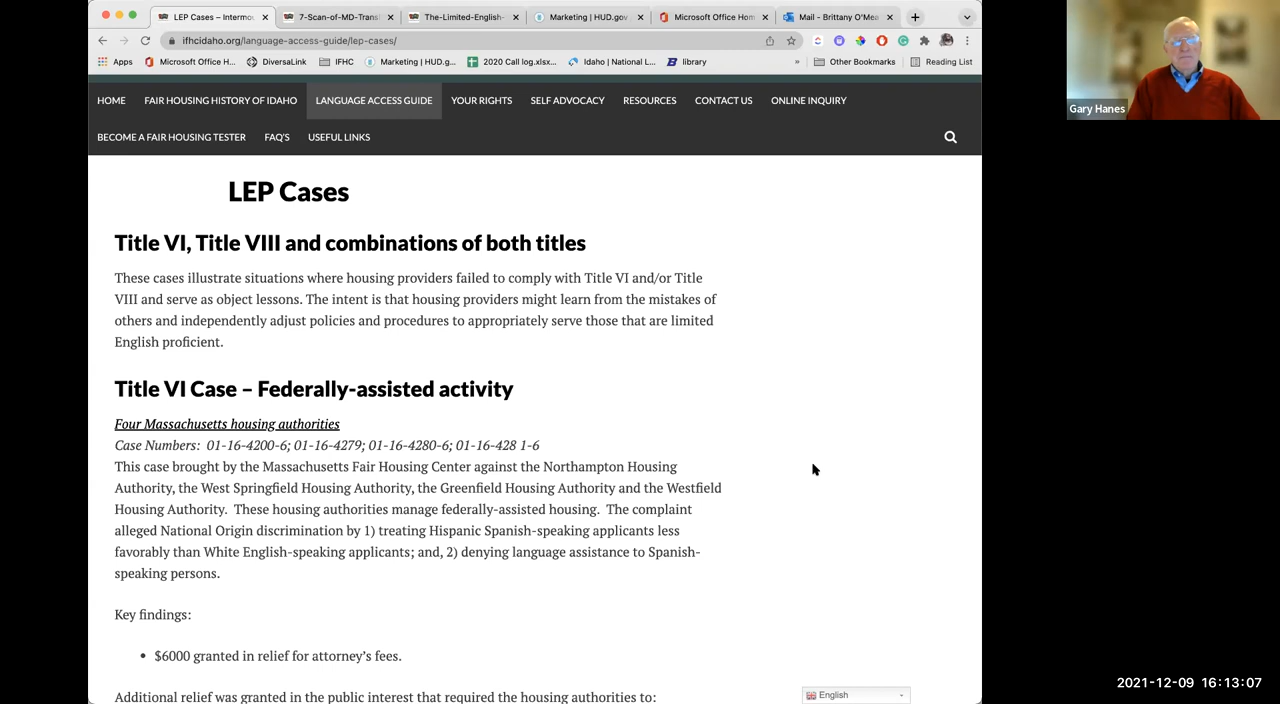 LEP Cases – Intermou
7-Scan-of-MD-Transl
The-Limited-English-
Marketing | HUD.gov
Microsoft Office Hom
Mail - Brittany O'Mea
ifhcidaho.org/language-access-guide/lep-cases/
Apps
Microsoft Office H...
DiversaLink
IFHC
Marketing | HUD.g...
2020 Call log.xlsx...
Idaho | National L...
library
»
Other Bookmarks
Reading List
HOME
FAIR HOUSING HISTORY OF IDAHO
LANGUAGE ACCESS GUIDE
YOUR RIGHTS
SELF ADVOCACY
RESOURCES
CONTACT US
ONLINE INQUIRY
BECOME A FAIR HOUSING TESTER
FAQ'S
USEFUL LINKS
Gary Hanes
LEP Cases
Title VI, Title VIII and combinations of both titles
These cases illustrate situations where housing providers failed to comply with Title VI and/or Title
VIII and serve as object lessons. The intent is that housing providers might learn from the mistakes of
others and independently adjust policies and procedures to appropriately serve those that are limited
English proficient.
Title VI Case – Federally-assisted activity
Four Massachusetts housing authorities
Case Numbers:  01-16-4200-6; 01-16-4279; 01-16-4280-6; 01-16-428 1-6
This case brought by the Massachusetts Fair Housing Center against the Northampton Housing
Authority, the West Springfield Housing Authority, the Greenfield Housing Authority and the Westfield
Housing Authority.  These housing authorities manage federally-assisted housing.  The complaint
alleged National Origin discrimination by 1) treating Hispanic Spanish-speaking applicants less
favorably than White English-speaking applicants; and, 2) denying language assistance to Spanish-
speaking persons.
Key findings:
• $6000 granted in relief for attorney's fees.
Additional relief was granted in the public interest that required the housing authorities to:
English
2021-12-09 16:13:07